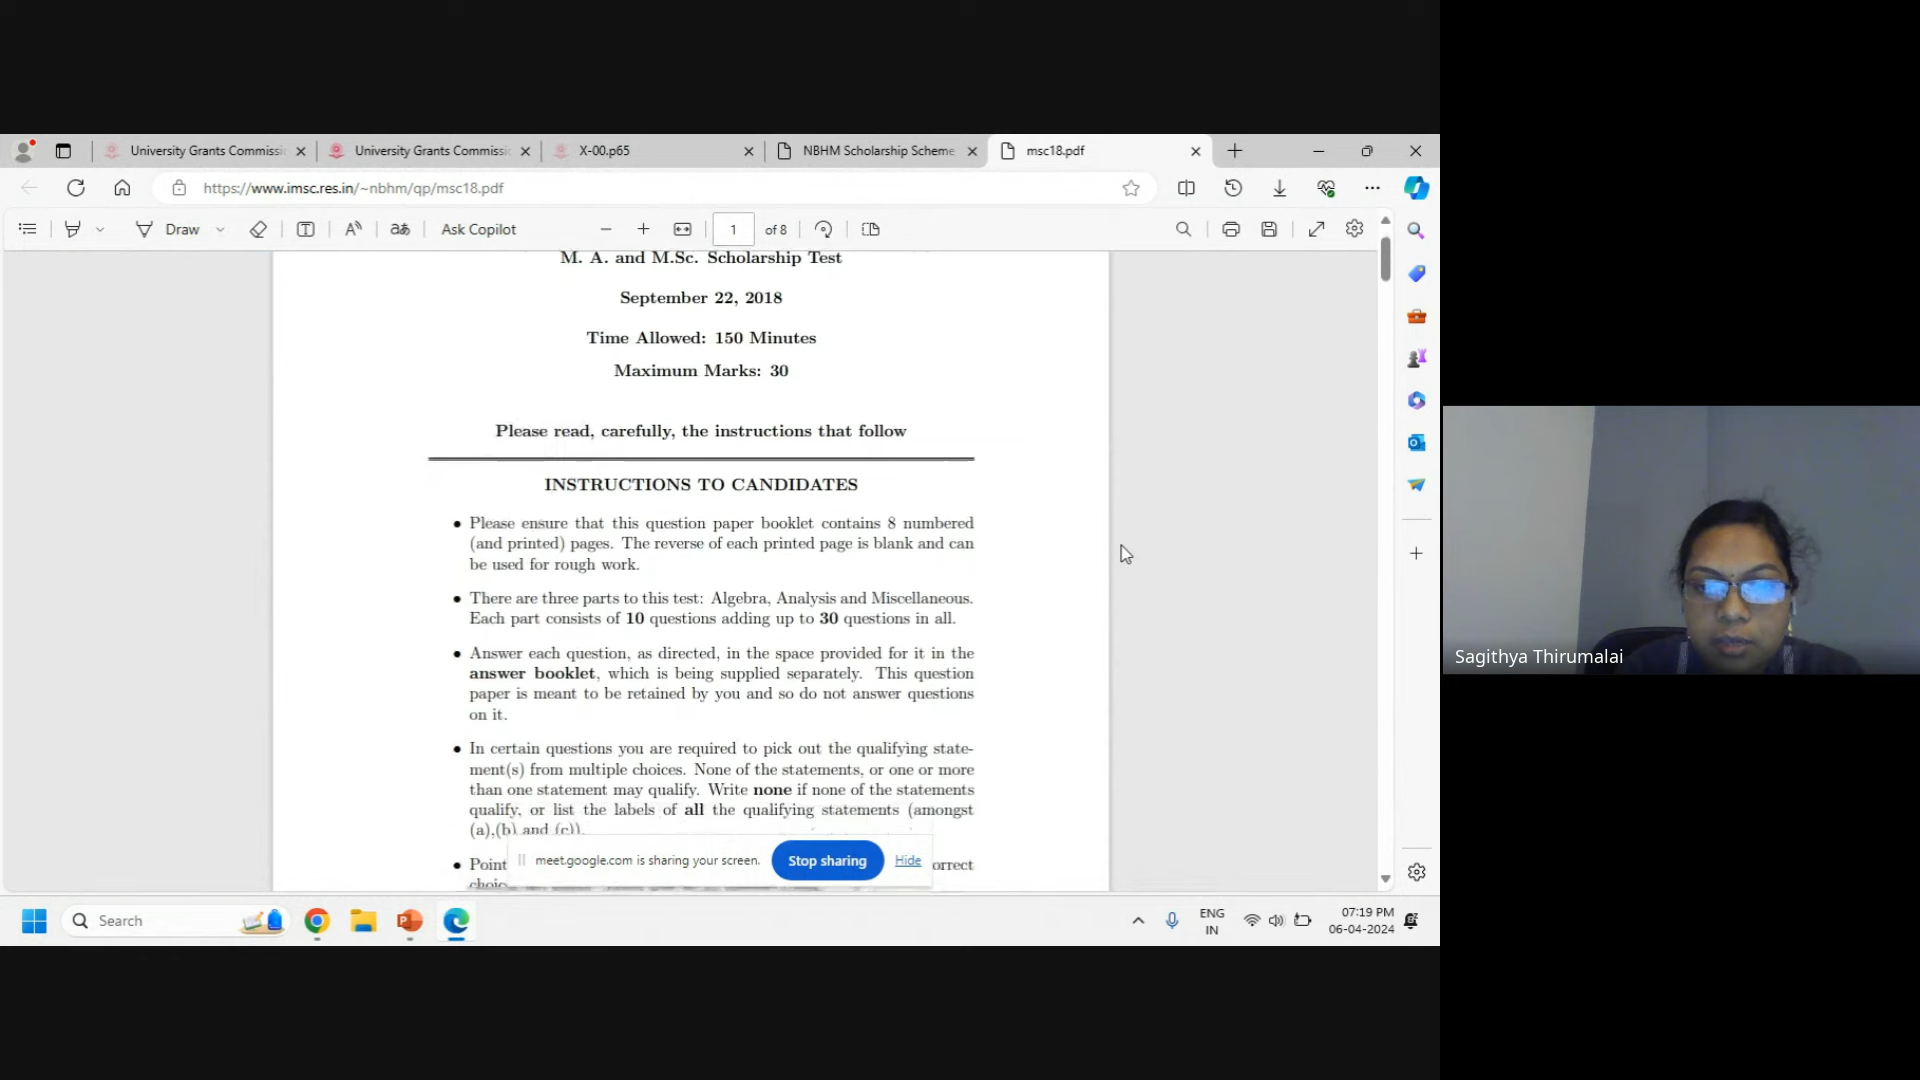 University Grants Commissi
University Grants Commissi
X-00.p65
NBHM Scholarship Scheme
msc18.pdf
https://www.imsc.res.in/~nbhm/qp/msc18.pdf
Draw
aあ
Ask Copilot
1
of 8
M. A. and M.Sc. Scholarship Test
September 22, 2018
Time Allowed: 150 Minutes
Maximum Marks: 30
Please read, carefully, the instructions that follow
INSTRUCTIONS TO CANDIDATES
• Please ensure that this question paper booklet contains 8 numbered
(and printed) pages. The reverse of each printed page is blank and can
be used for rough work.
• There are three parts to this test: Algebra, Analysis and Miscellaneous.
Each part consists of 10 questions adding up to 30 questions in all.
• Answer each question, as directed, in the space provided for it in the
answer booklet, which is being supplied separately. This question
paper is meant to be retained by you and so do not answer questions
on it.
• In certain questions you are required to pick out the qualifying state-
ment(s) from multiple choices. None of the statements, or one or more
than one statement may qualify. Write none if none of the statements
qualify, or list the labels of all the qualifying statements (amongst
(a),(b) and (c)).
• Point
orrect
meet.google.com is sharing your screen.
Stop sharing
Hide
Sagithya Thirumalai
Search
ENG
IN
07:19 PM
06-04-2024